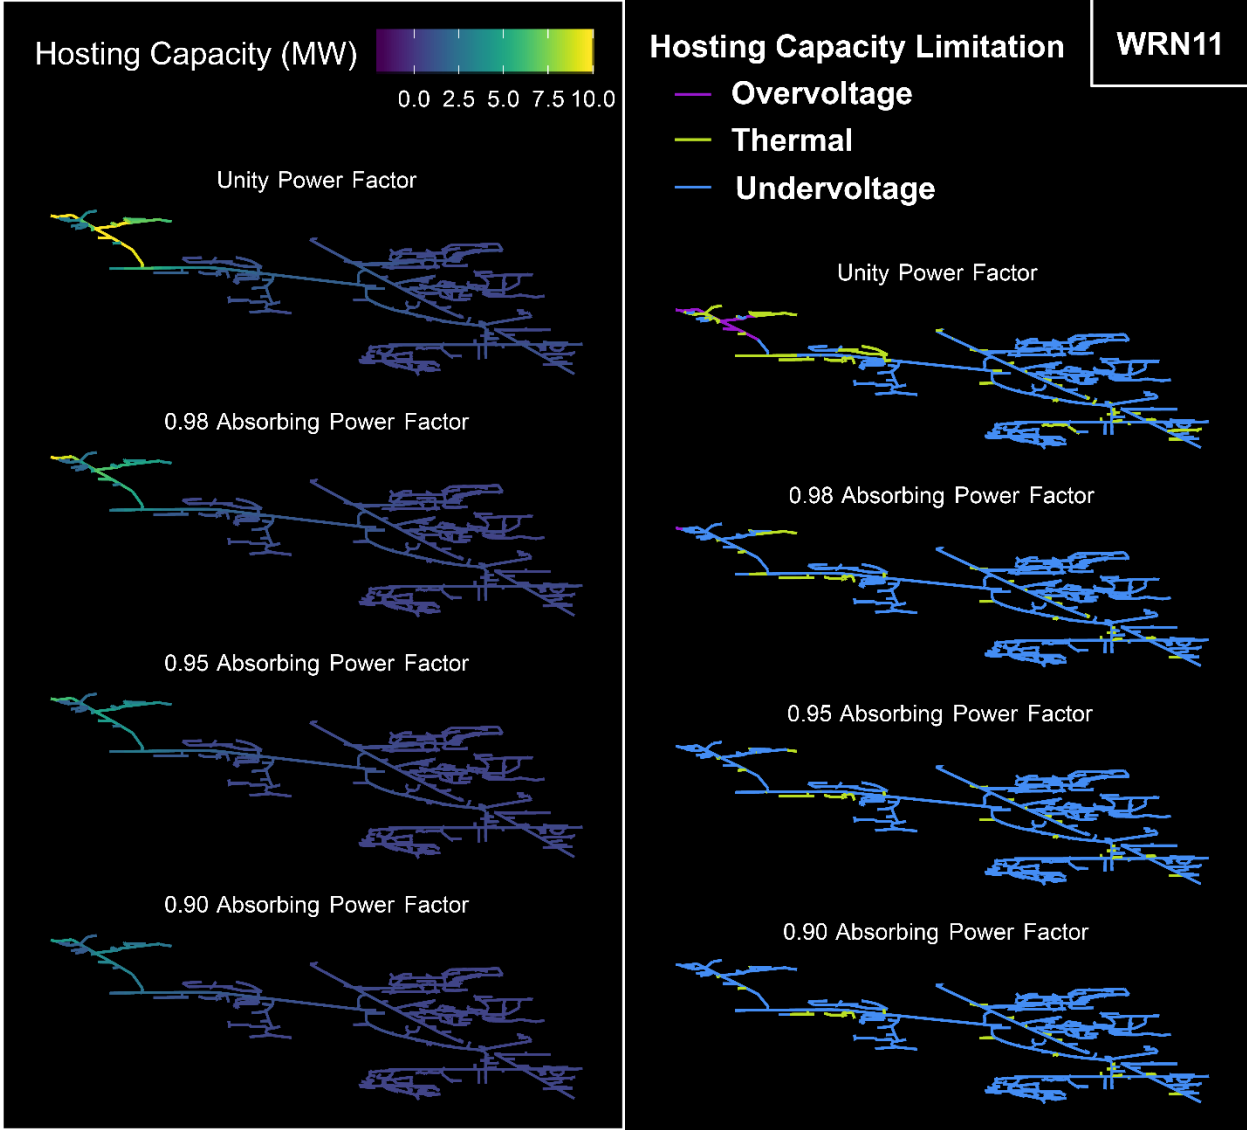 Hosting Capacity (MW)
0.0 2.5 5.0 7.5 10.0
Unity Power Factor
0.98 Absorbing Power Factor
0.95 Absorbing Power Factor
0.90 Absorbing Power Factor
Hosting Capacity Limitation
WRN11
Overvoltage
Thermal
Undervoltage
Unity Power Factor
0.98 Absorbing Power Factor
0.95 Absorbing Power Factor
0.90 Absorbing Power Factor